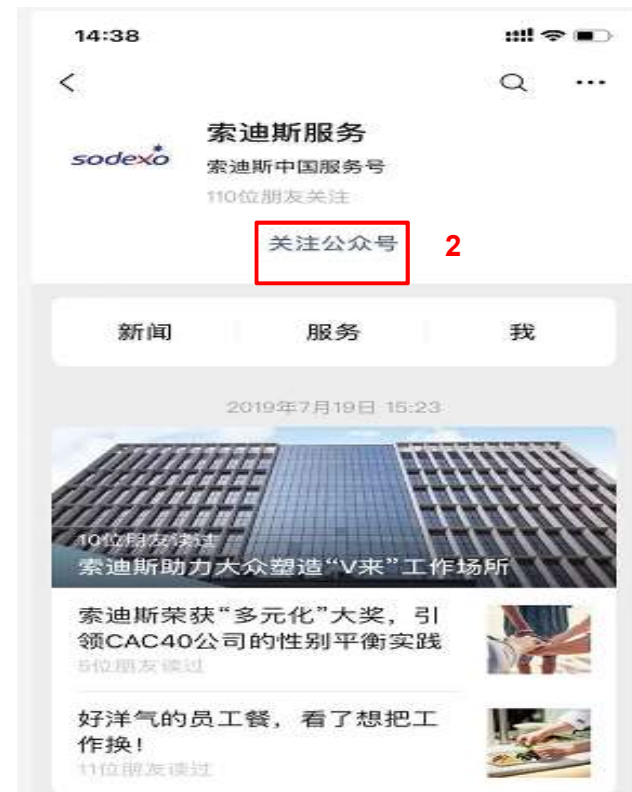 14:38
sodexo
索迪斯服务
索迪斯中国服务号
110位朋友关注
关注公众号
2
新闻 服务 我
2019年7月19日 15:23
10位朋友读过
索迪斯助力大众塑造“V来”工作场所
索迪斯荣获“多元化”大奖，引
领CAC40公司的性别平衡实践
5位朋友读过
好洋气的员工餐，看了想把工
作换！
11位朋友读过